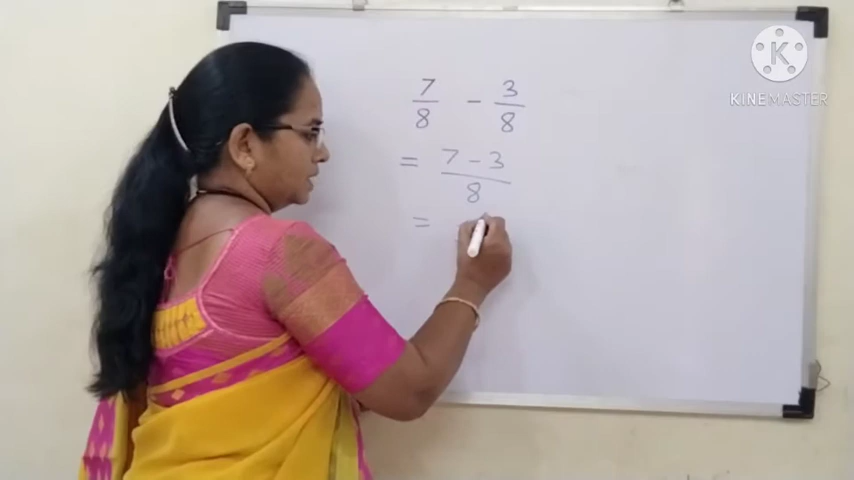 7/8 - 3/8
= 7 - 3/8
=
K
KINEMASTER